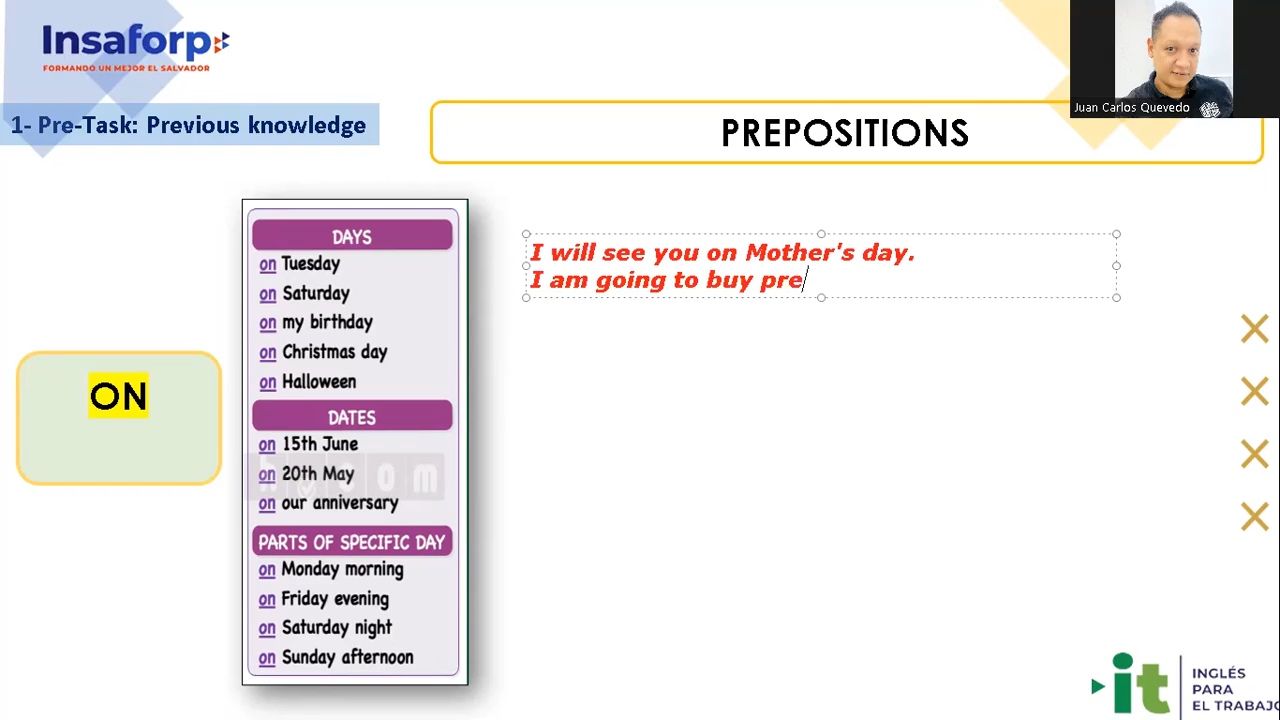 Insaforp
FORMANDO UN MEJOR EL SALVADOR
Juan Carlos Quevedo
1- Pre-Task: Previous knowledge
PREPOSITIONS
ON
DAYS
on Tuesday
on Saturday
on my birthday
on Christmas day
on Halloween
DATES
on 15th June
on 20th May
on our anniversary
PARTS OF SPECIFIC DAY
on Monday morning
on Friday evening
on Saturday night
on Sunday afternoon
I will see you on Mother's day.
I am going to buy pre
it
INGLÉS
PARA
EL TRABAJO